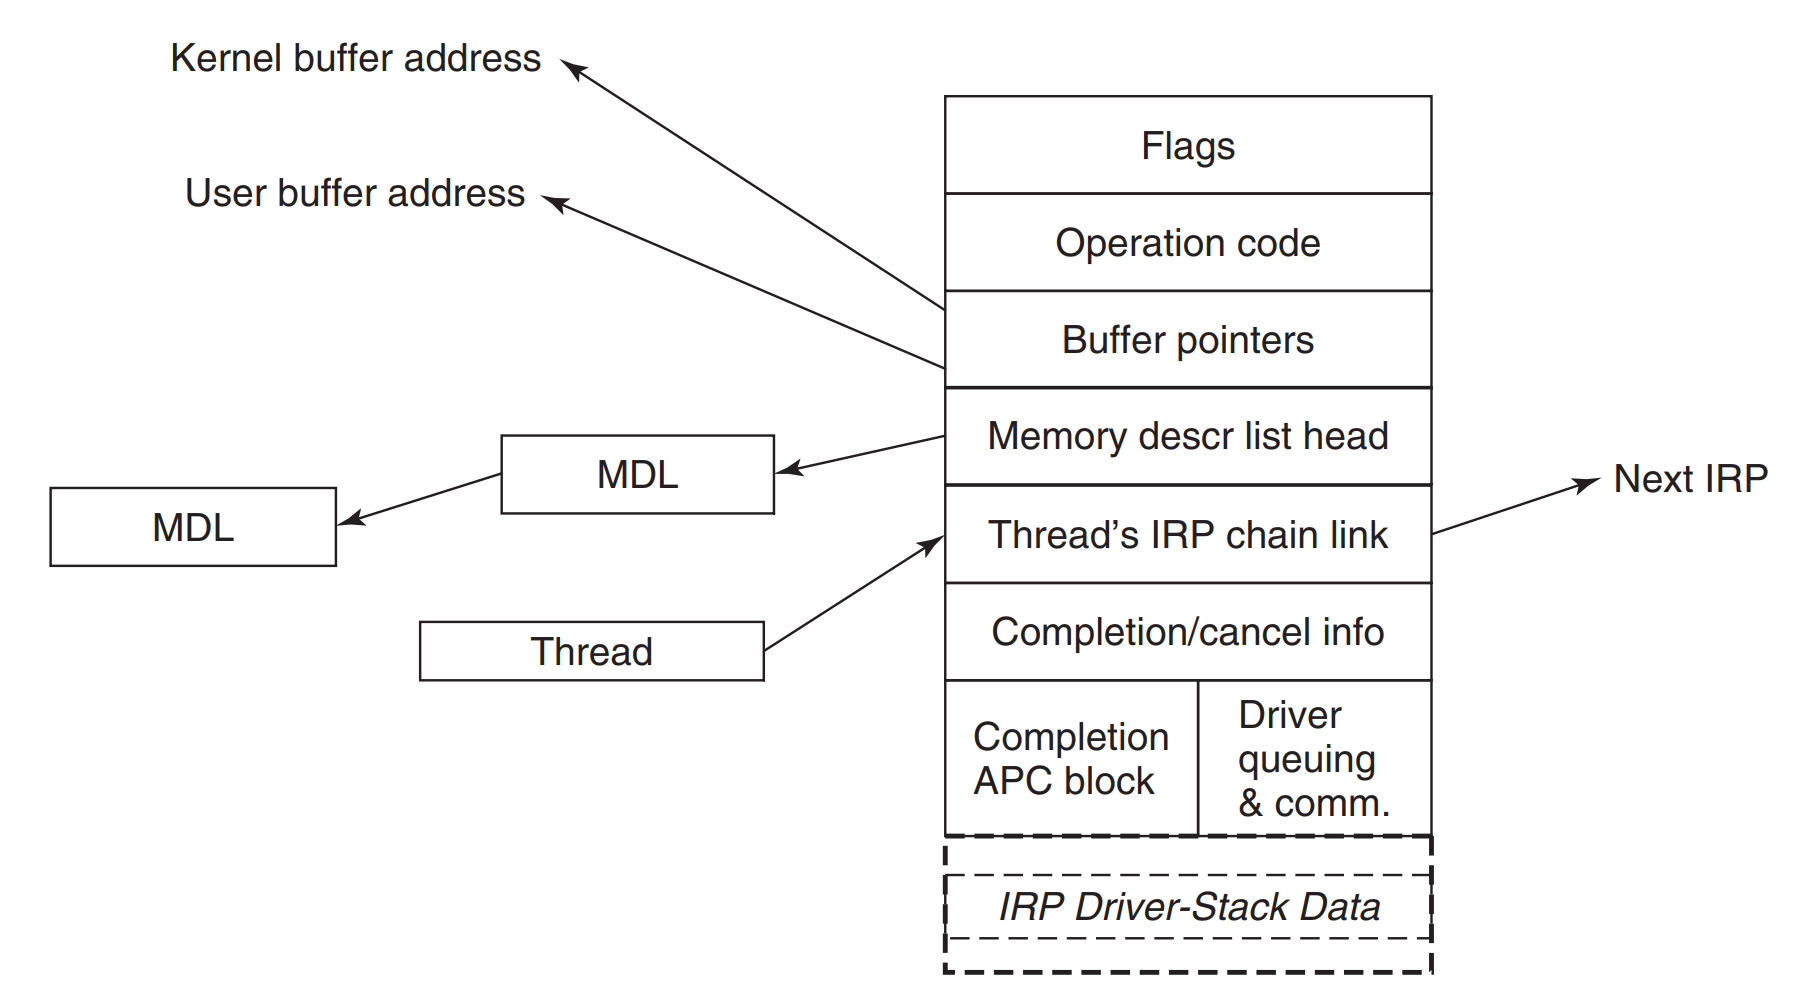 Kernel buffer address
User buffer address
Flags
Operation code
Buffer pointers
Memory descr list head
MDL
MDL
Thread’s IRP chain link
Next IRP
Thread
Completion/cancel info
Completion
APC block
Driver
queuing
& comm.
IRP Driver-Stack Data